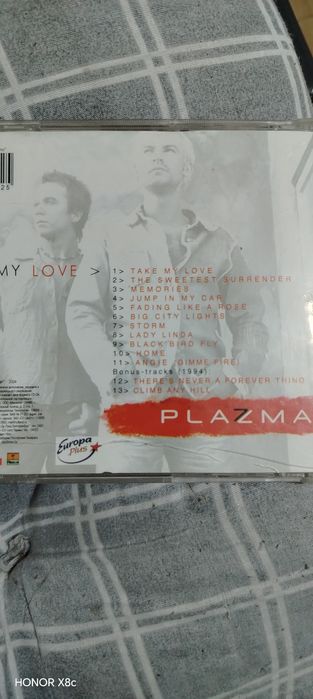 25
MY LOVE >
1> TAKE MY LOVE
2> THE SWEETEST SURRENDER
3> MEMORIES
4> JUMP IN MY CAR
5> FADING LIKE A ROSE
6> BIG CITY LIGHTS
7> STORM
8> LADY LINDA
9> BLACK BIRD FLY
10> HOME
11> ANGIE (GIMME FIRE)
Bonus-tracks (1994)
12> THERE'S NEVER A FOREVER THING
13> CLIMB ANY HILL
PLAZMA
Europa
plus
HONOR X8c